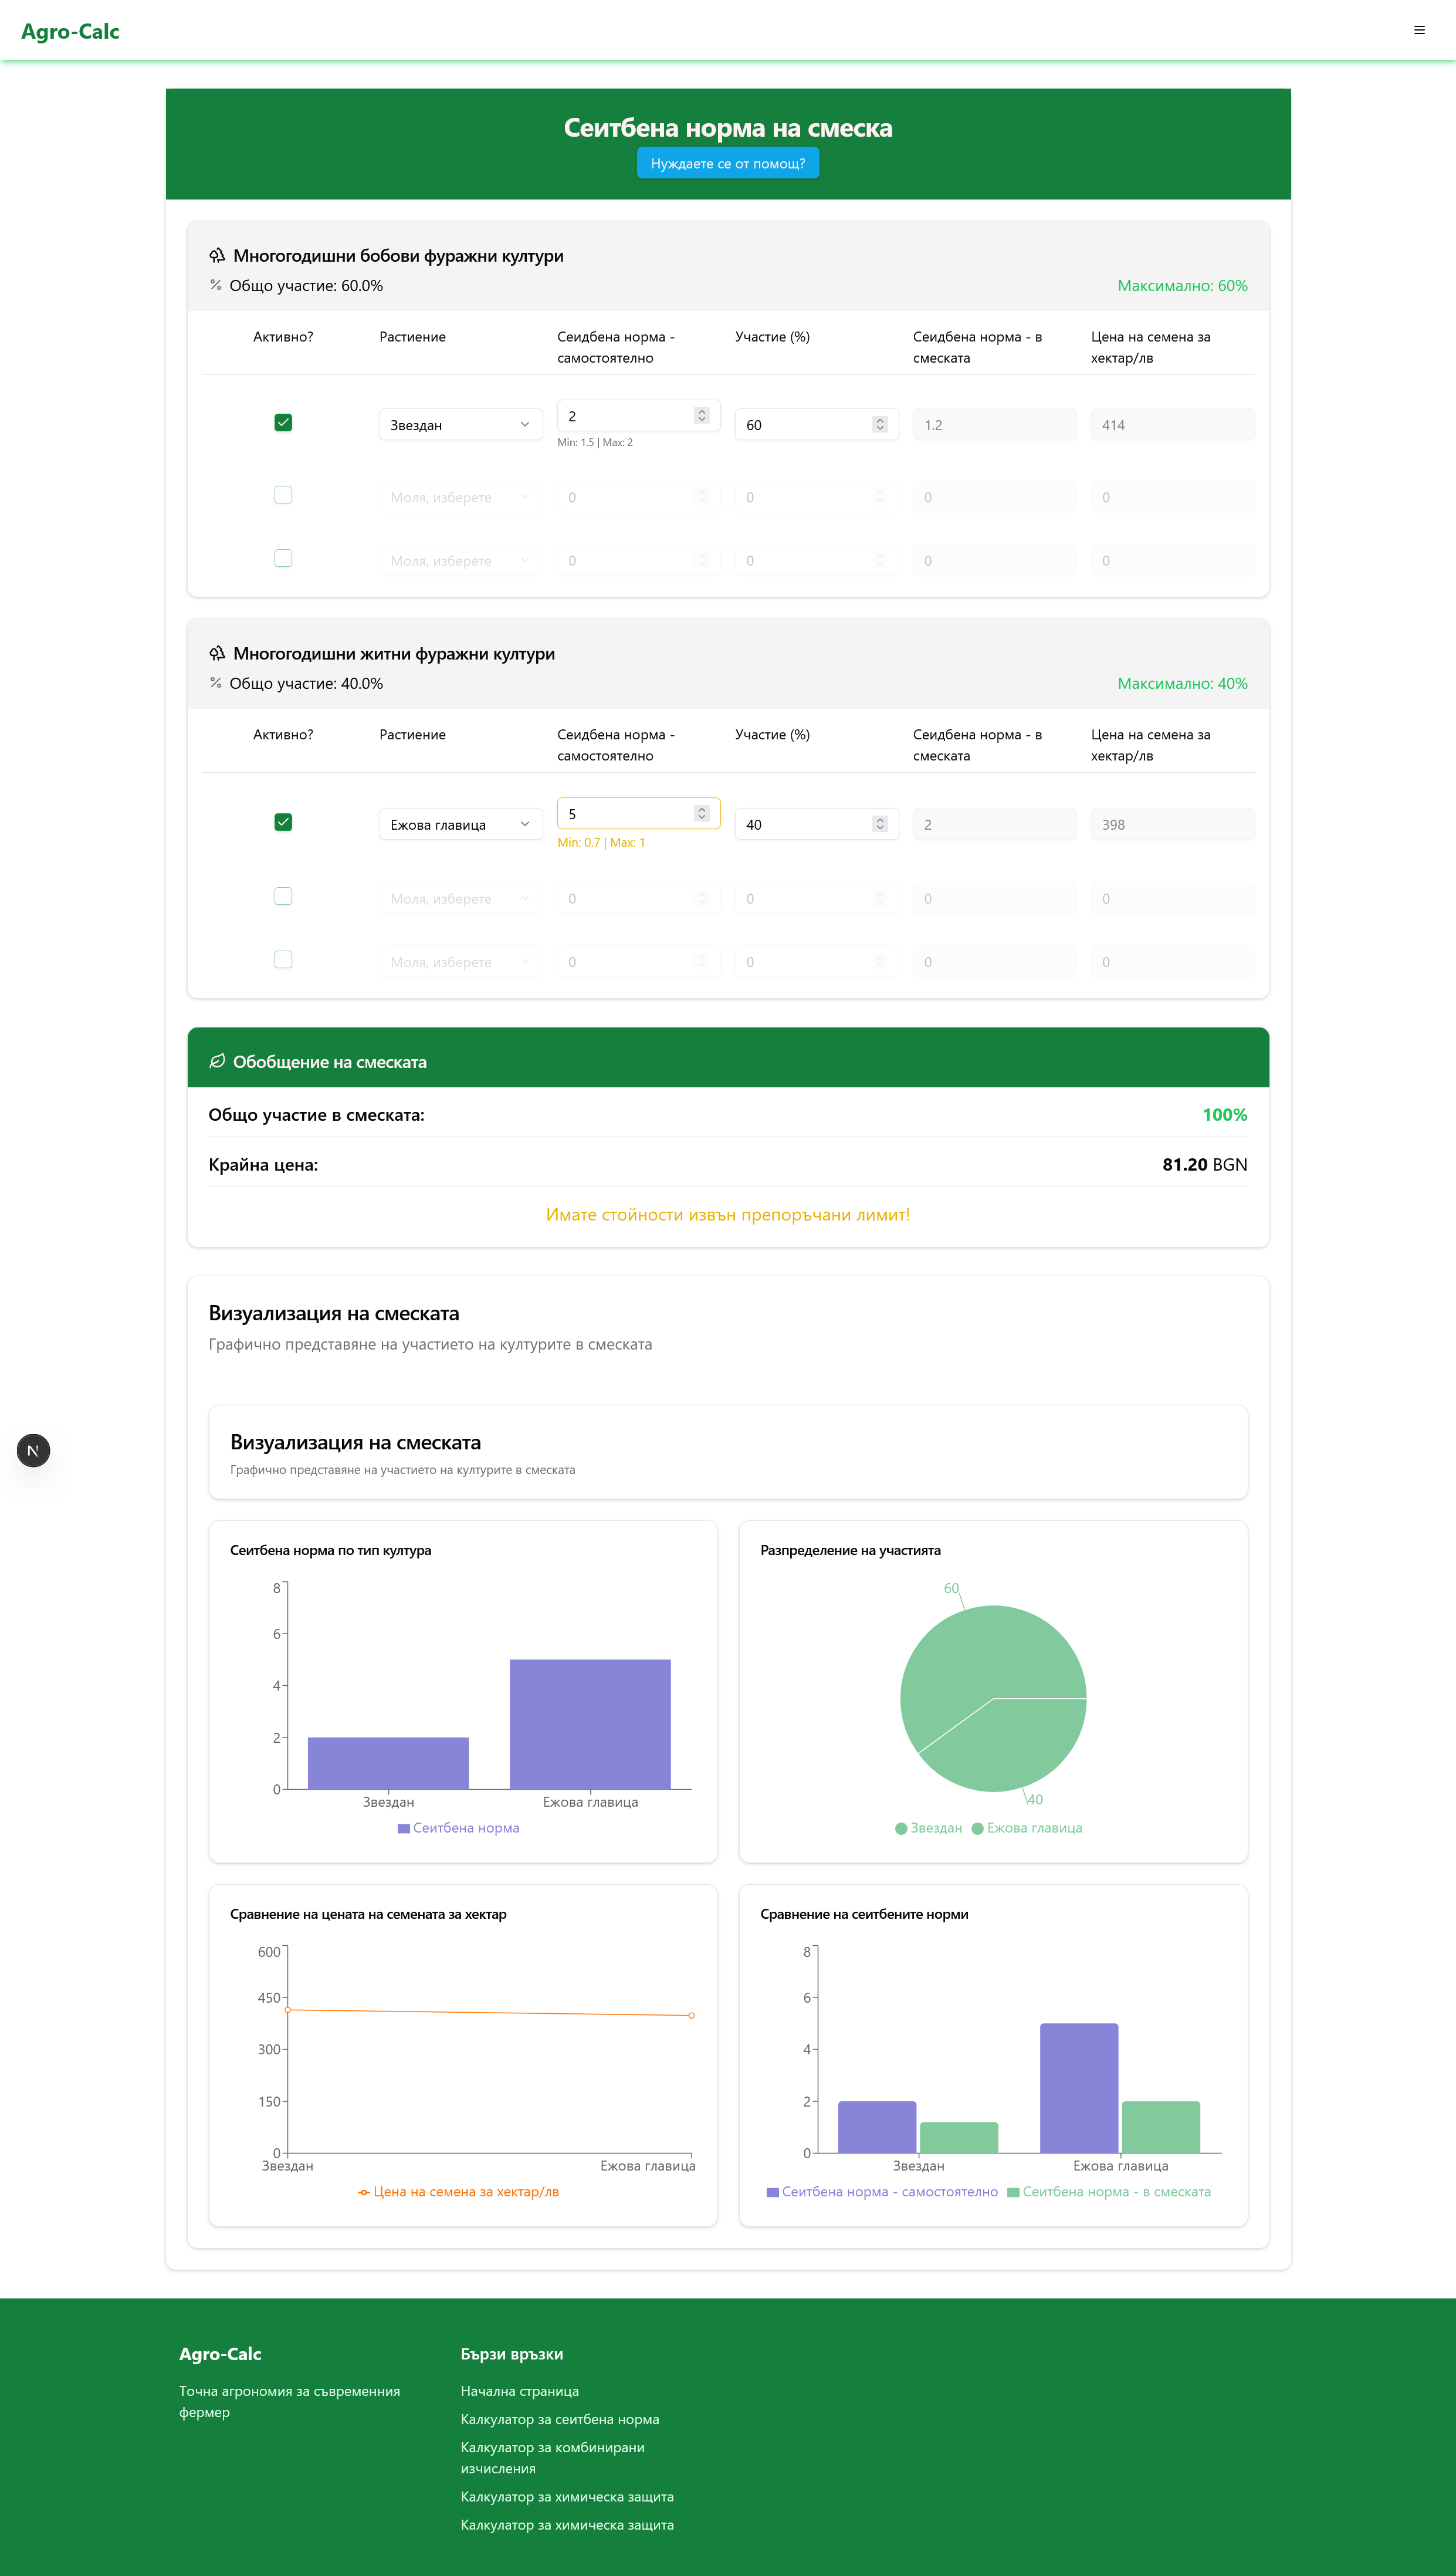 Agro-Calc
Сеитбена норма на смеска
Нуждаете се от помощ?
Многогодишни бобови фуражни култури
Общо участие: 60.0%
Максимално: 60%
Активно?
Растиение
Сеидбена норма -
самостоятелно
Участие (%)
Сеидбена норма - в
смеската
Цена на семена за
хектар/лв
Звездан
2
Min: 1.5 | Max: 2
60
1.2
414
Моля, изберете
0
0
0
0
Моля, изберете
0
0
0
0
Многогодишни житни фуражни култури
Общо участие: 40.0%
Максимално: 40%
Активно?
Растиение
Сеидбена норма -
самостоятелно
Участие (%)
Сеидбена норма - в
смеската
Цена на семена за
хектар/лв
Ежова главица
5
Min: 0.7 | Max: 1
40
2
398
Моля, изберете
0
0
0
0
Моля, изберете
0
0
0
0
Обобщение на смеската
Общо участие в смеската:
100%
Крайна цена:
81.20 BGN
Имате стойности извън препоръчани лимит!
Визуализация на смеската
Графично представяне на участието на културите в смеската
Визуализация на смеската
Графично представяне на участието на културите в смеската
Сеитбена норма по тип култура
8
6
4
2
0
Звездан
Ежова главица
Сеитбена норма
Разпределение на участията
60
40
Звездан
Ежова главица
Сравнение на цената на семената за хектар
600
450
300
150
0
Звездан
Ежова главица
Цена на семена за хектар/лв
Сравнение на сеитбените норми
8
6
4
2
0
Звездан
Ежова главица
Сеитбена норма - самостоятелно
Сеитбена норма - в смеската
N
Agro-Calc
Точна агрономия за съвременния
фермер
Бързи връзки
Начална страница
Калкулатор за сеитбена норма
Калкулатор за комбинирани
изчисления
Калкулатор за химическа защита
Калкулатор за химическа защита